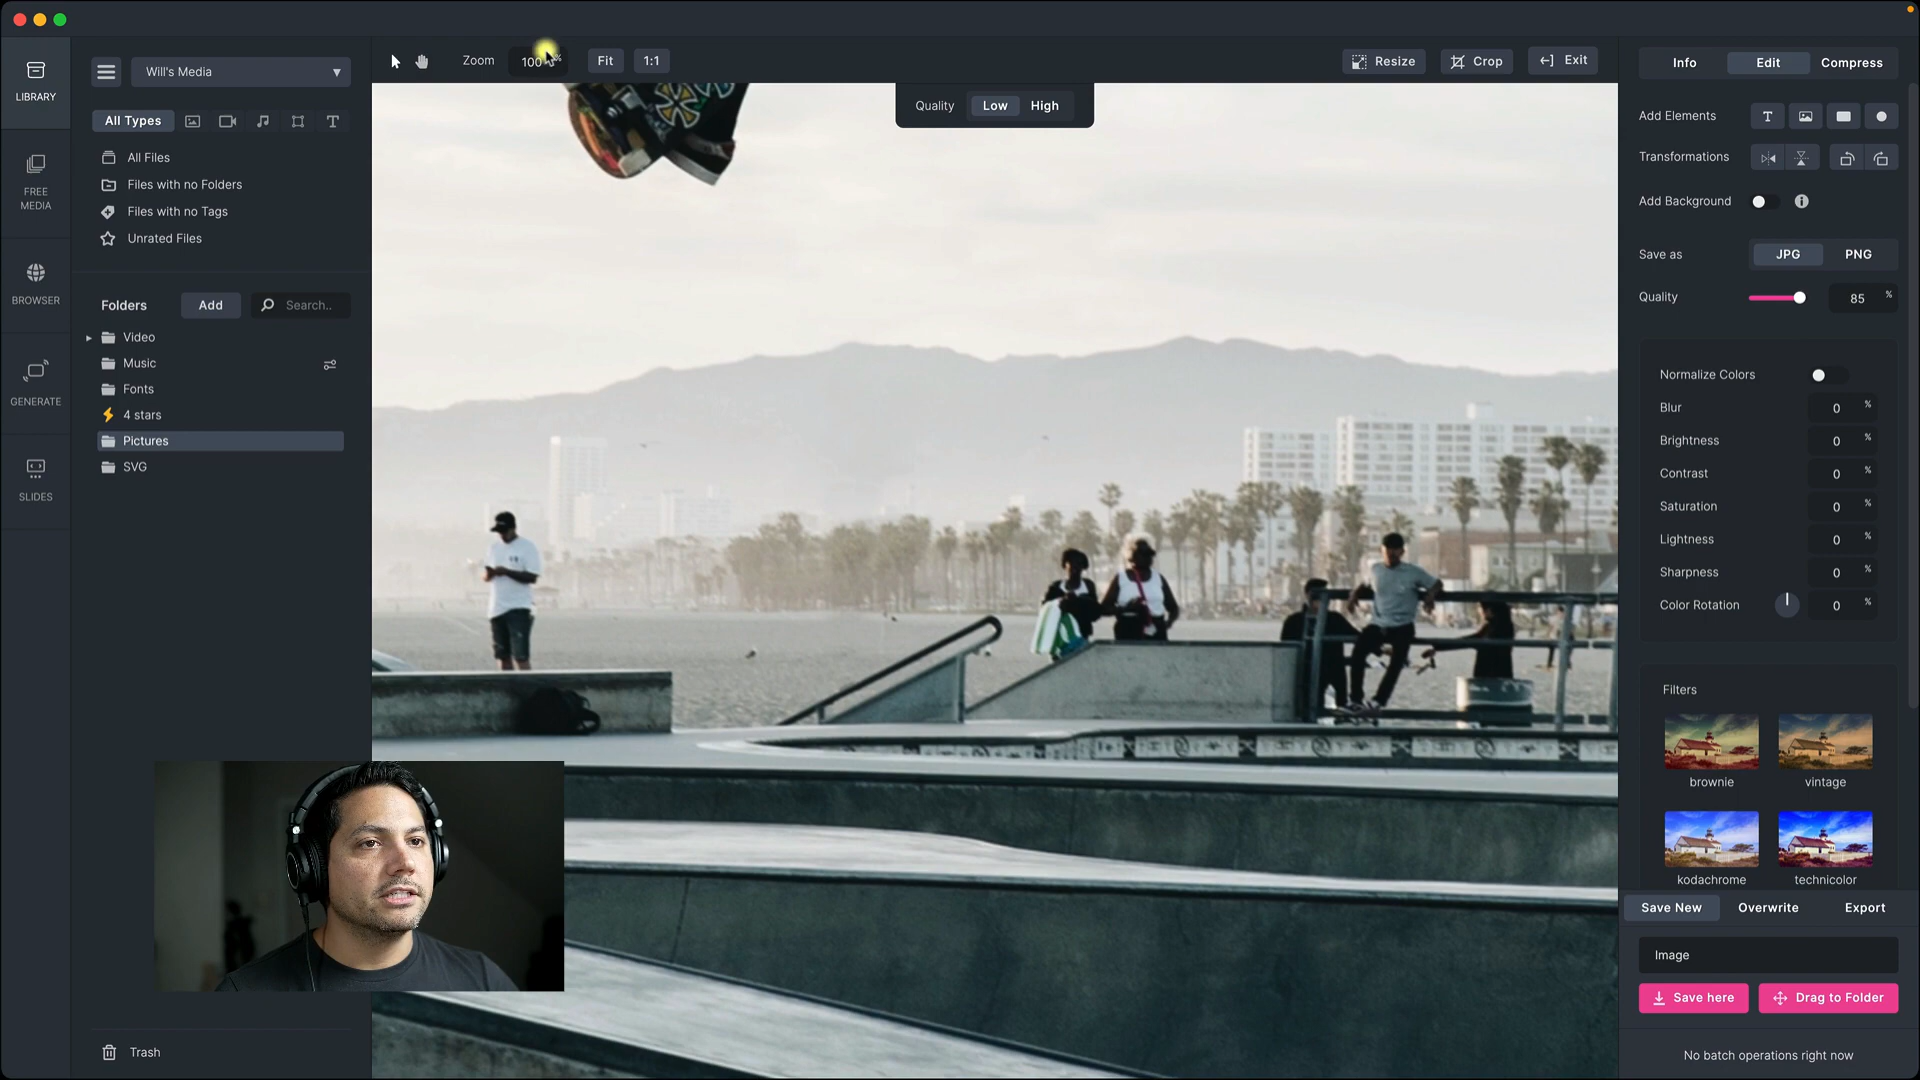 LIBRARY
FREE
MEDIA
BROWSER
GENERATE
SLIDES
Will's Media
All Types
All Files
Files with no Folders
Files with no Tags
Unrated Files
Folders
Add
Search..
Video
Music
Fonts
4 stars
Pictures
SVG
Trash
Zoom
100 %
Fit
1:1
Resize
Crop
Exit
Quality
Low
High
Info
Edit
Compress
Add Elements
Transformations
Add Background
Save as
JPG
PNG
Quality
85 %
Normalize Colors
Blur
0 %
Brightness
0 %
Contrast
0 %
Saturation
0 %
Lightness
0 %
Sharpness
0 %
Color Rotation
0 %
Filters
brownie
vintage
kodachrome
technicolor
Save New
Overwrite
Export
Image
Save here
Drag to Folder
No batch operations right now